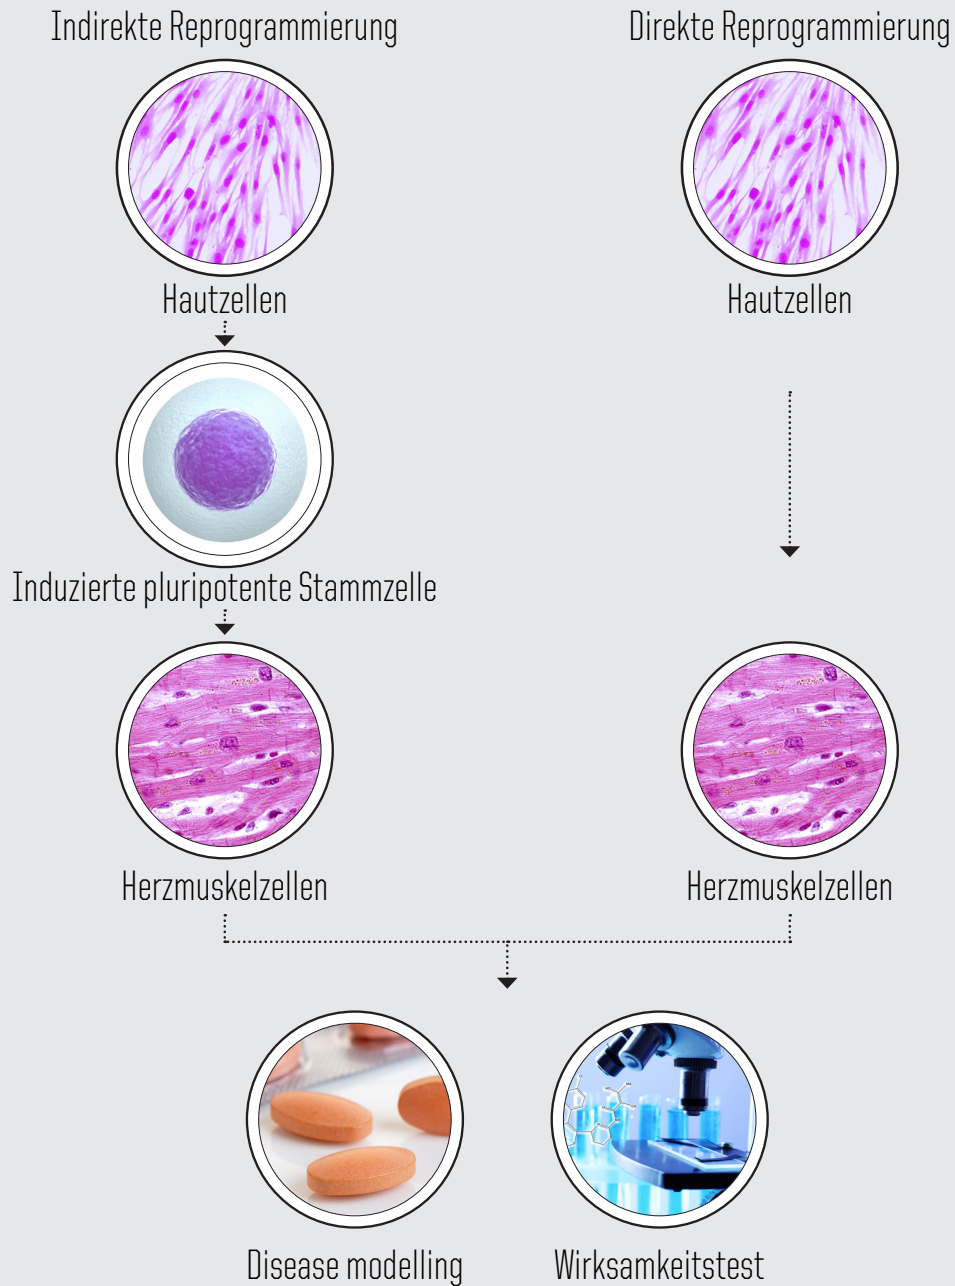 Indirekte Reprogrammierung
Direkte Reprogrammierung
Hautzellen
Hautzellen
Induzierte pluripotente Stammzelle
Herzmuskelzellen
Herzmuskelzellen
Disease modelling
Wirksamkeitstest